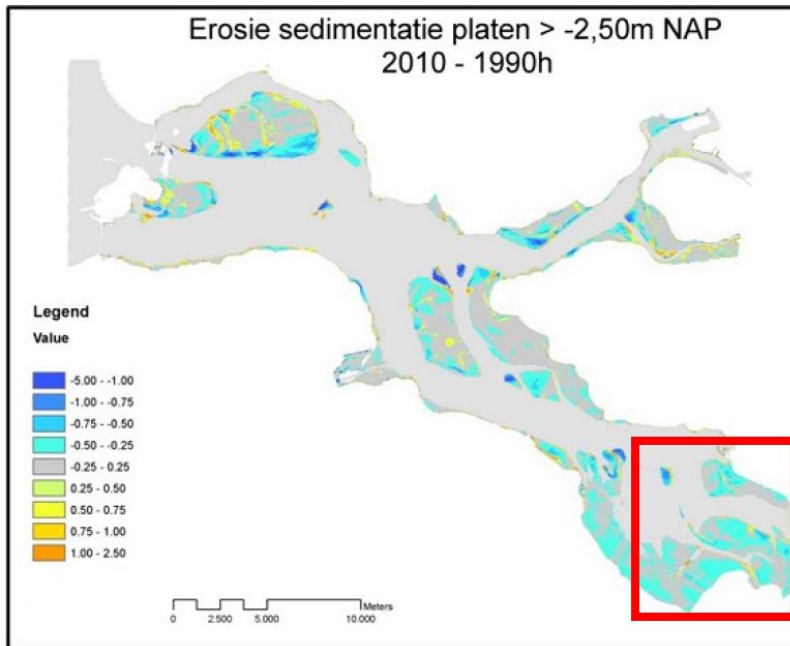 Erosie sedimentatie platen > -2,50m NAP
2010 - 1990h
Legend
Value
-5.00 - -1.00
-1.00 - -0.75
-0.75 - -0.50
-0.50 - -0.25
-0.25 - 0.25
0.25 - 0.50
0.50 - 0.75
0.75 - 1.00
1.00 - 2.50
Meters
0 2.500 5.000 10.000